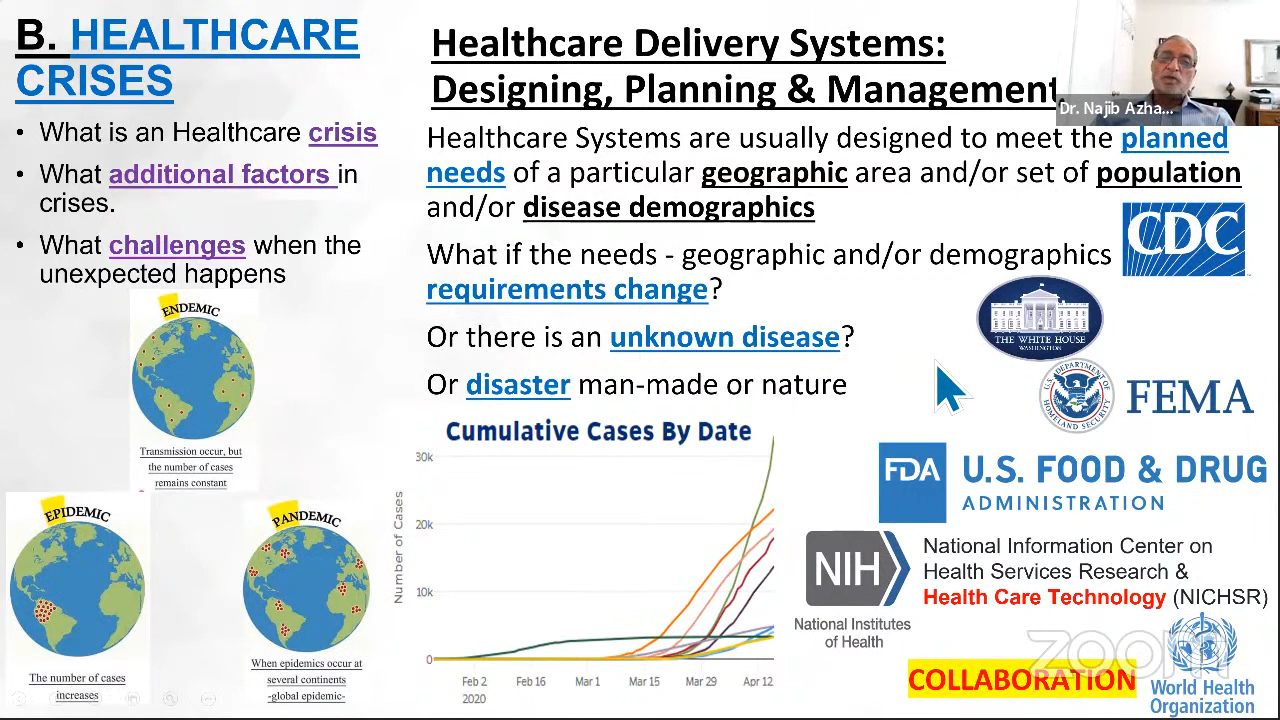 B. HEALTHCARE
CRISES
• What is an Healthcare crisis
• What additional factors in
crises.
• What challenges when the
unexpected happens
ENDEMIC
Transmission occur, but
the number of cases
remains constant
EPIDEMIC
The number of cases
increases
PANDEMIC
When epidemics occur at
several continents
-global epidemic-
Healthcare Delivery Systems:
Designing, Planning & Management
Dr. Najib Azha...
Healthcare Systems are usually designed to meet the planned
needs of a particular geographic area and/or set of population
and/or disease demographics
CDC
What if the needs - geographic and/or demographics
requirements change?
THE WHITE HOUSE
WASHINGTON
Or there is an unknown disease?
Or disaster man-made or nature
U.S. DEPARTMENT OF
HOMELAND SECURITY
FEMA
Cumulative Cases By Date
Number of Cases
30k
20k
10k
0
Feb 2
2020
Feb 16
Mar 1
Mar 15
Mar 29
Apr 12
FDA
U.S. FOOD & DRUG
ADMINISTRATION
NIH
National Institutes
of Health
National Information Center on
Health Services Research &
Health Care Technology (NICHSR)
zoom
COLLABORATION
World Health
Organization